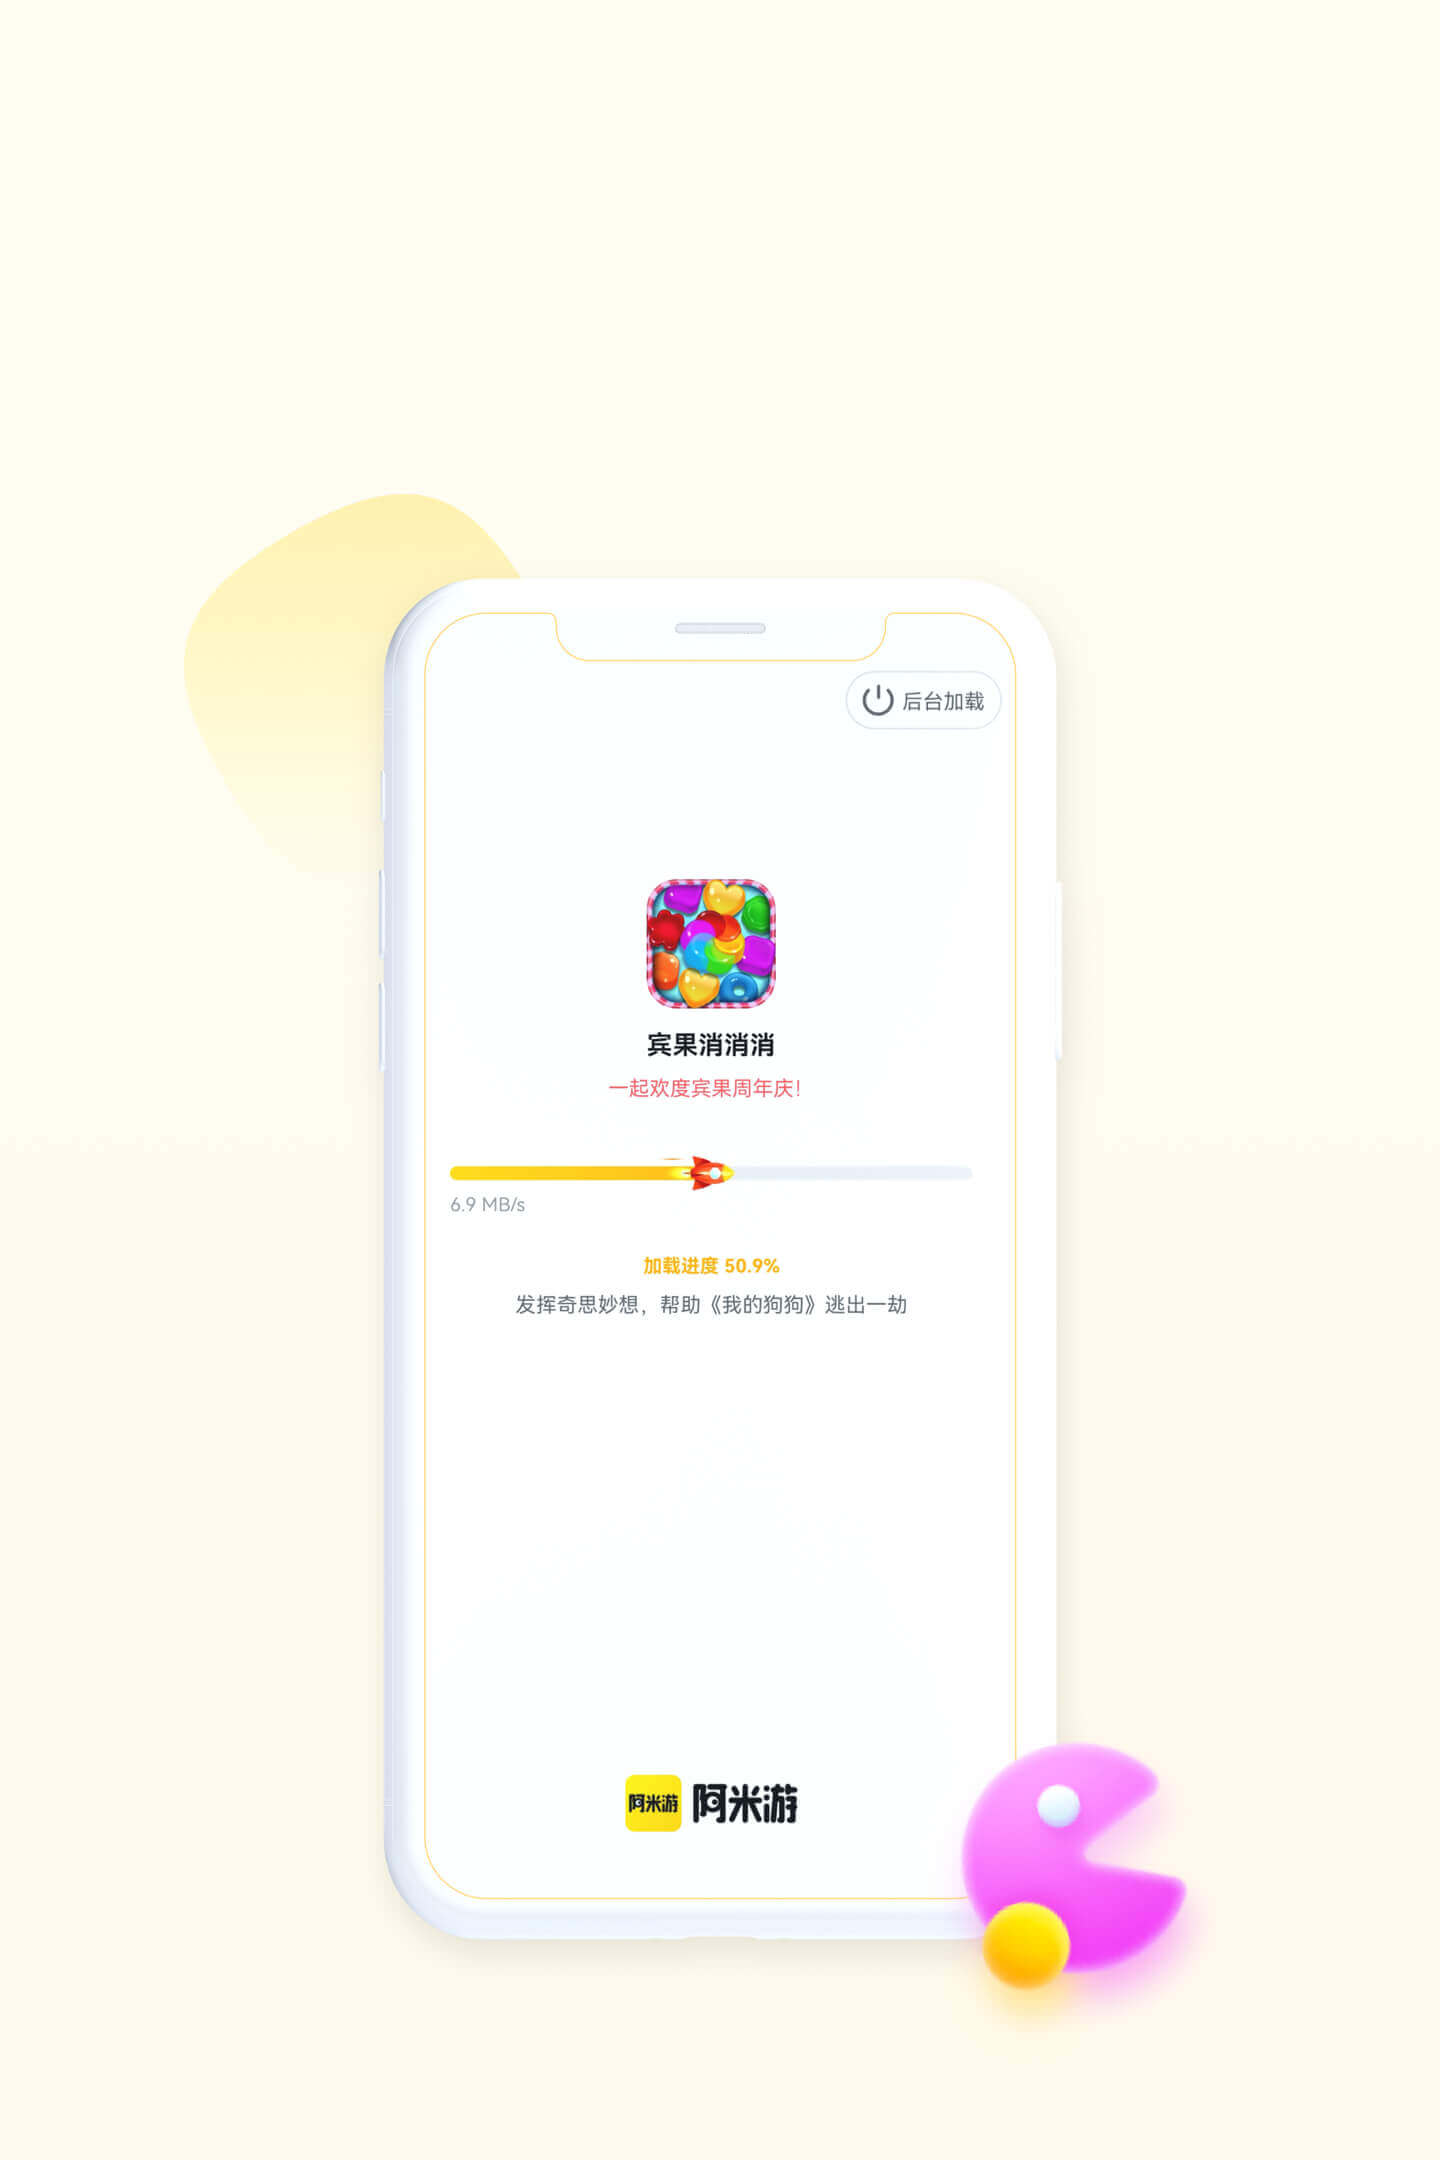 后台加载
宾果消消消
一起欢度宾果周年庆!
6.9 MB/s
加载进度 50.9%
发挥奇思妙想，帮助《我的狗狗》逃出一劫
阿米游 阿米游